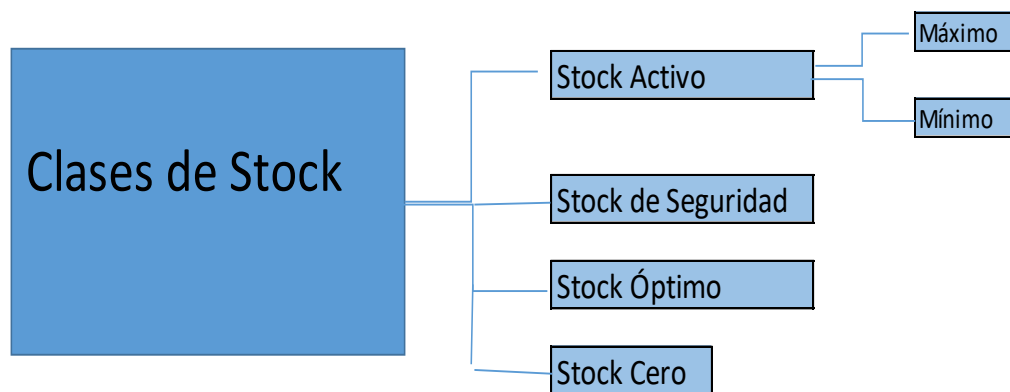 Clases de Stock
Stock Activo
Máximo
Mínimo
Stock de Seguridad
Stock Óptimo
Stock Cero